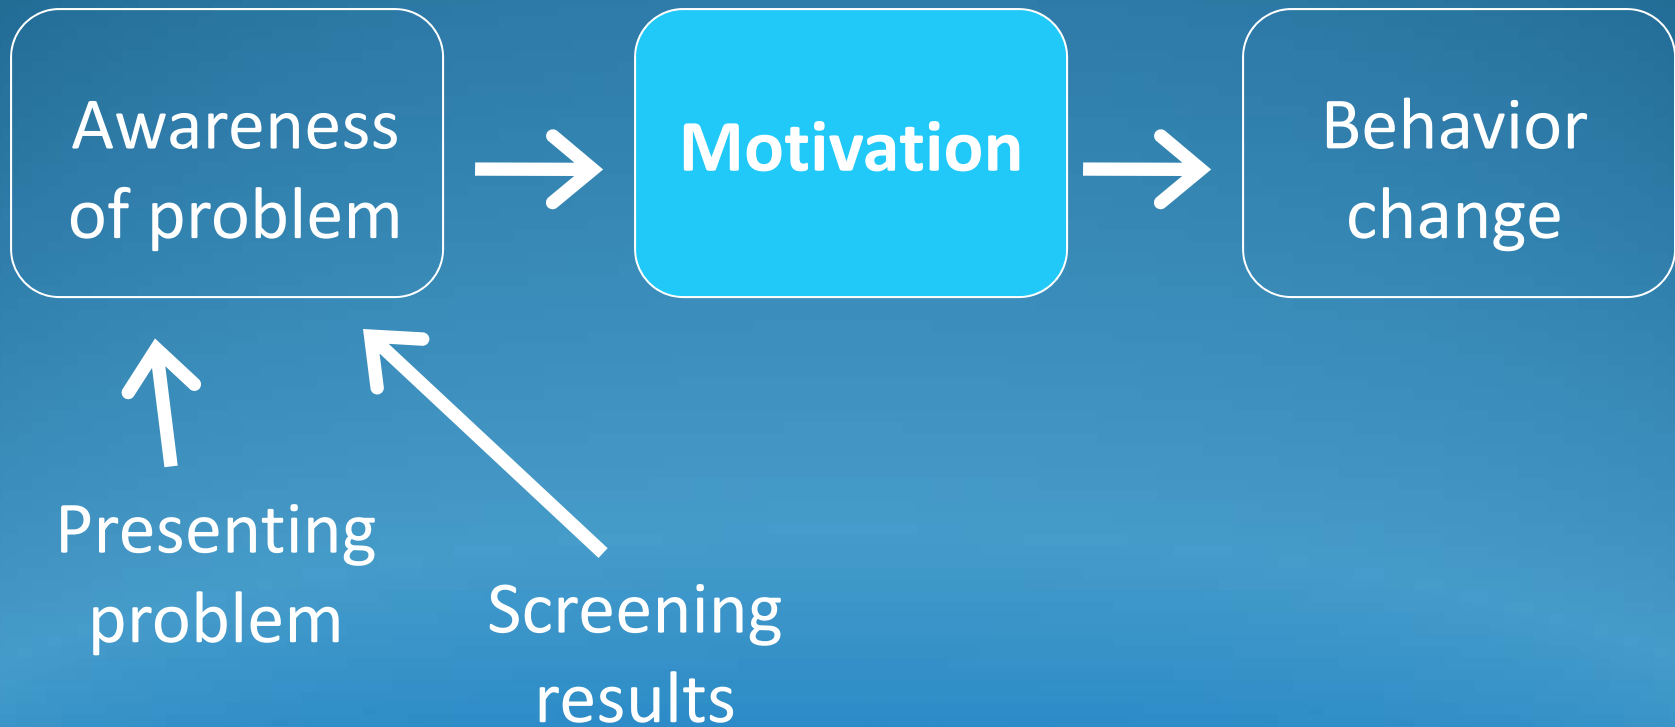 Awareness
of problem
Motivation
Behavior
change
Presenting
problem
Screening
results